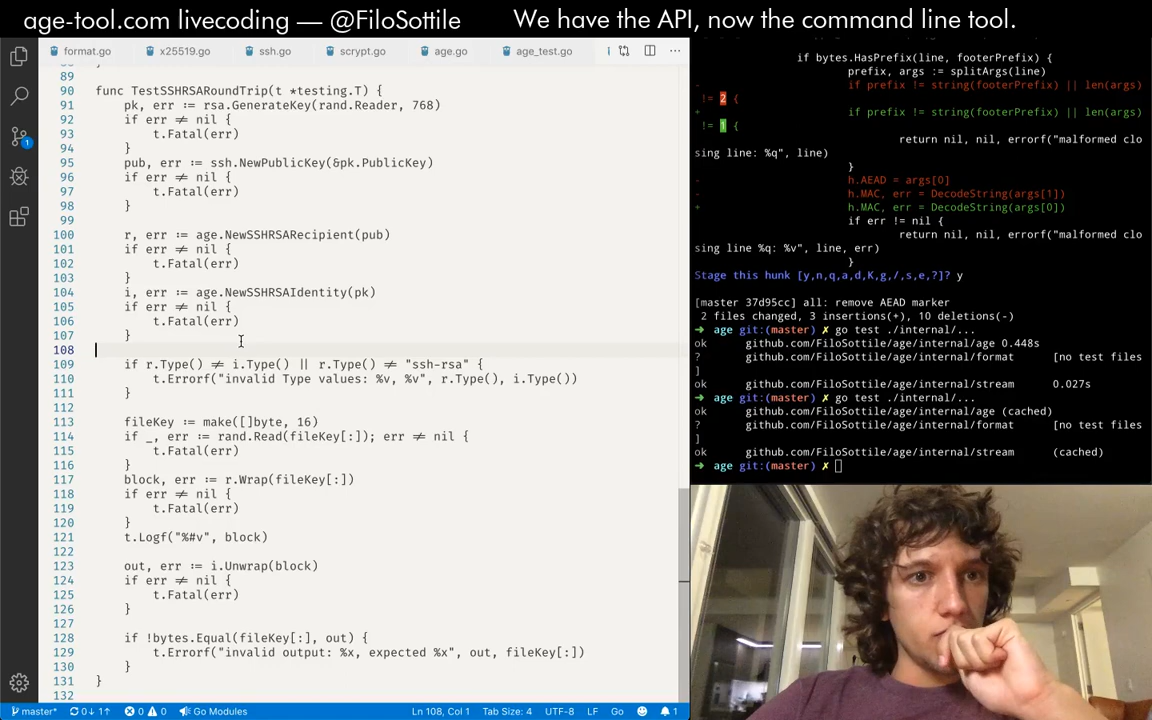 age-tool.com livecoding — @FiloSottile
We have the API, now the command line tool.
format.go
x25519.go
ssh.go
scrypt.go
age.go
age_test.go
89
90 func TestSSHRSARoundTrip(t *testing.T) {
91 pk, err := rsa.GenerateKey(rand.Reader, 768)
92 if err ≠ nil {
93 t.Fatal(err)
94 }
95 pub, err := ssh.NewPublicKey(&pk.PublicKey)
96 if err ≠ nil {
97 t.Fatal(err)
98 }
99
100 r, err := age.NewSSHRSARecipient(pub)
101 if err ≠ nil {
102 t.Fatal(err)
103 }
104 i, err := age.NewSSHRSAIdentity(pk)
105 if err ≠ nil {
106 t.Fatal(err)
107 }
108
109 if r.Type() ≠ i.Type() || r.Type() ≠ "ssh-rsa" {
110 t.Errorf("invalid Type values: %v, %v", r.Type(), i.Type())
111 }
112
113 fileKey := make([]byte, 16)
114 if _, err := rand.Read(fileKey[:]); err ≠ nil {
115 t.Fatal(err)
116 }
117 block, err := r.Wrap(fileKey[:])
118 if err ≠ nil {
119 t.Fatal(err)
120 }
121 t.Logf("%#v", block)
122
123 out, err := i.Unwrap(block)
124 if err ≠ nil {
125 t.Fatal(err)
126 }
127
128 if !bytes.Equal(fileKey[:], out) {
129 t.Errorf("invalid output: %x, expected %x", out, fileKey[:])
130 }
131 }
132
master* 0↓ 1↑ 0 0 Go Modules Ln 108, Col 1 Tab Size: 4 UTF-8 LF Go 1
if bytes.HasPrefix(line, footerPrefix) {
prefix, args := splitArgs(line)
- if prefix != string(footerPrefix) || len(args)
!= 2 {
+ if prefix != string(footerPrefix) || len(args)
!= 1 {
return nil, nil, errorf("malformed clo
sing line: %q", line)
}
- h.AEAD = args[0]
- h.MAC, err = DecodeString(args[1])
+ h.MAC, err = DecodeString(args[0])
if err != nil {
return nil, nil, errorf("malformed clo
sing line %q: %v", line, err)
}
Stage this hunk [y,n,q,a,d,K,g,/,s,e,?]? y
[master 37d95cc] all: remove AEAD marker
2 files changed, 3 insertions(+), 10 deletions(-)
➜ age git:(master) ✗ go test ./internal/...
ok github.com/FiloSottile/age/internal/age 0.448s
? github.com/FiloSottile/age/internal/format [no test files
]
ok github.com/FiloSottile/age/internal/stream 0.027s
➜ age git:(master) ✗ go test ./internal/...
ok github.com/FiloSottile/age/internal/age (cached)
? github.com/FiloSottile/age/internal/format [no test files
]
ok github.com/FiloSottile/age/internal/stream (cached)
➜ age git:(master) ✗